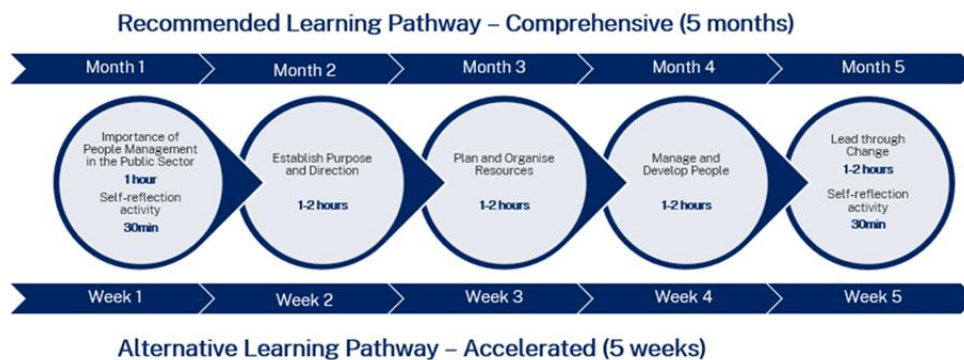 Recommended Learning Pathway – Comprehensive (5 months)
Month 1
Month 2
Month 3
Month 4
Month 5
Importance of
People Management
in the Public Sector
1 hour
Self-reflection
activity
30min
Establish Purpose
and Direction
1-2 hours
Plan and Organise
Resources
1-2 hours
Manage and
Develop People
1-2 hours
Lead through
Change
1-2 hours
Self-reflection
activity
30min
Week 1
Week 2
Week 3
Week 4
Week 5
Alternative Learning Pathway – Accelerated (5 weeks)